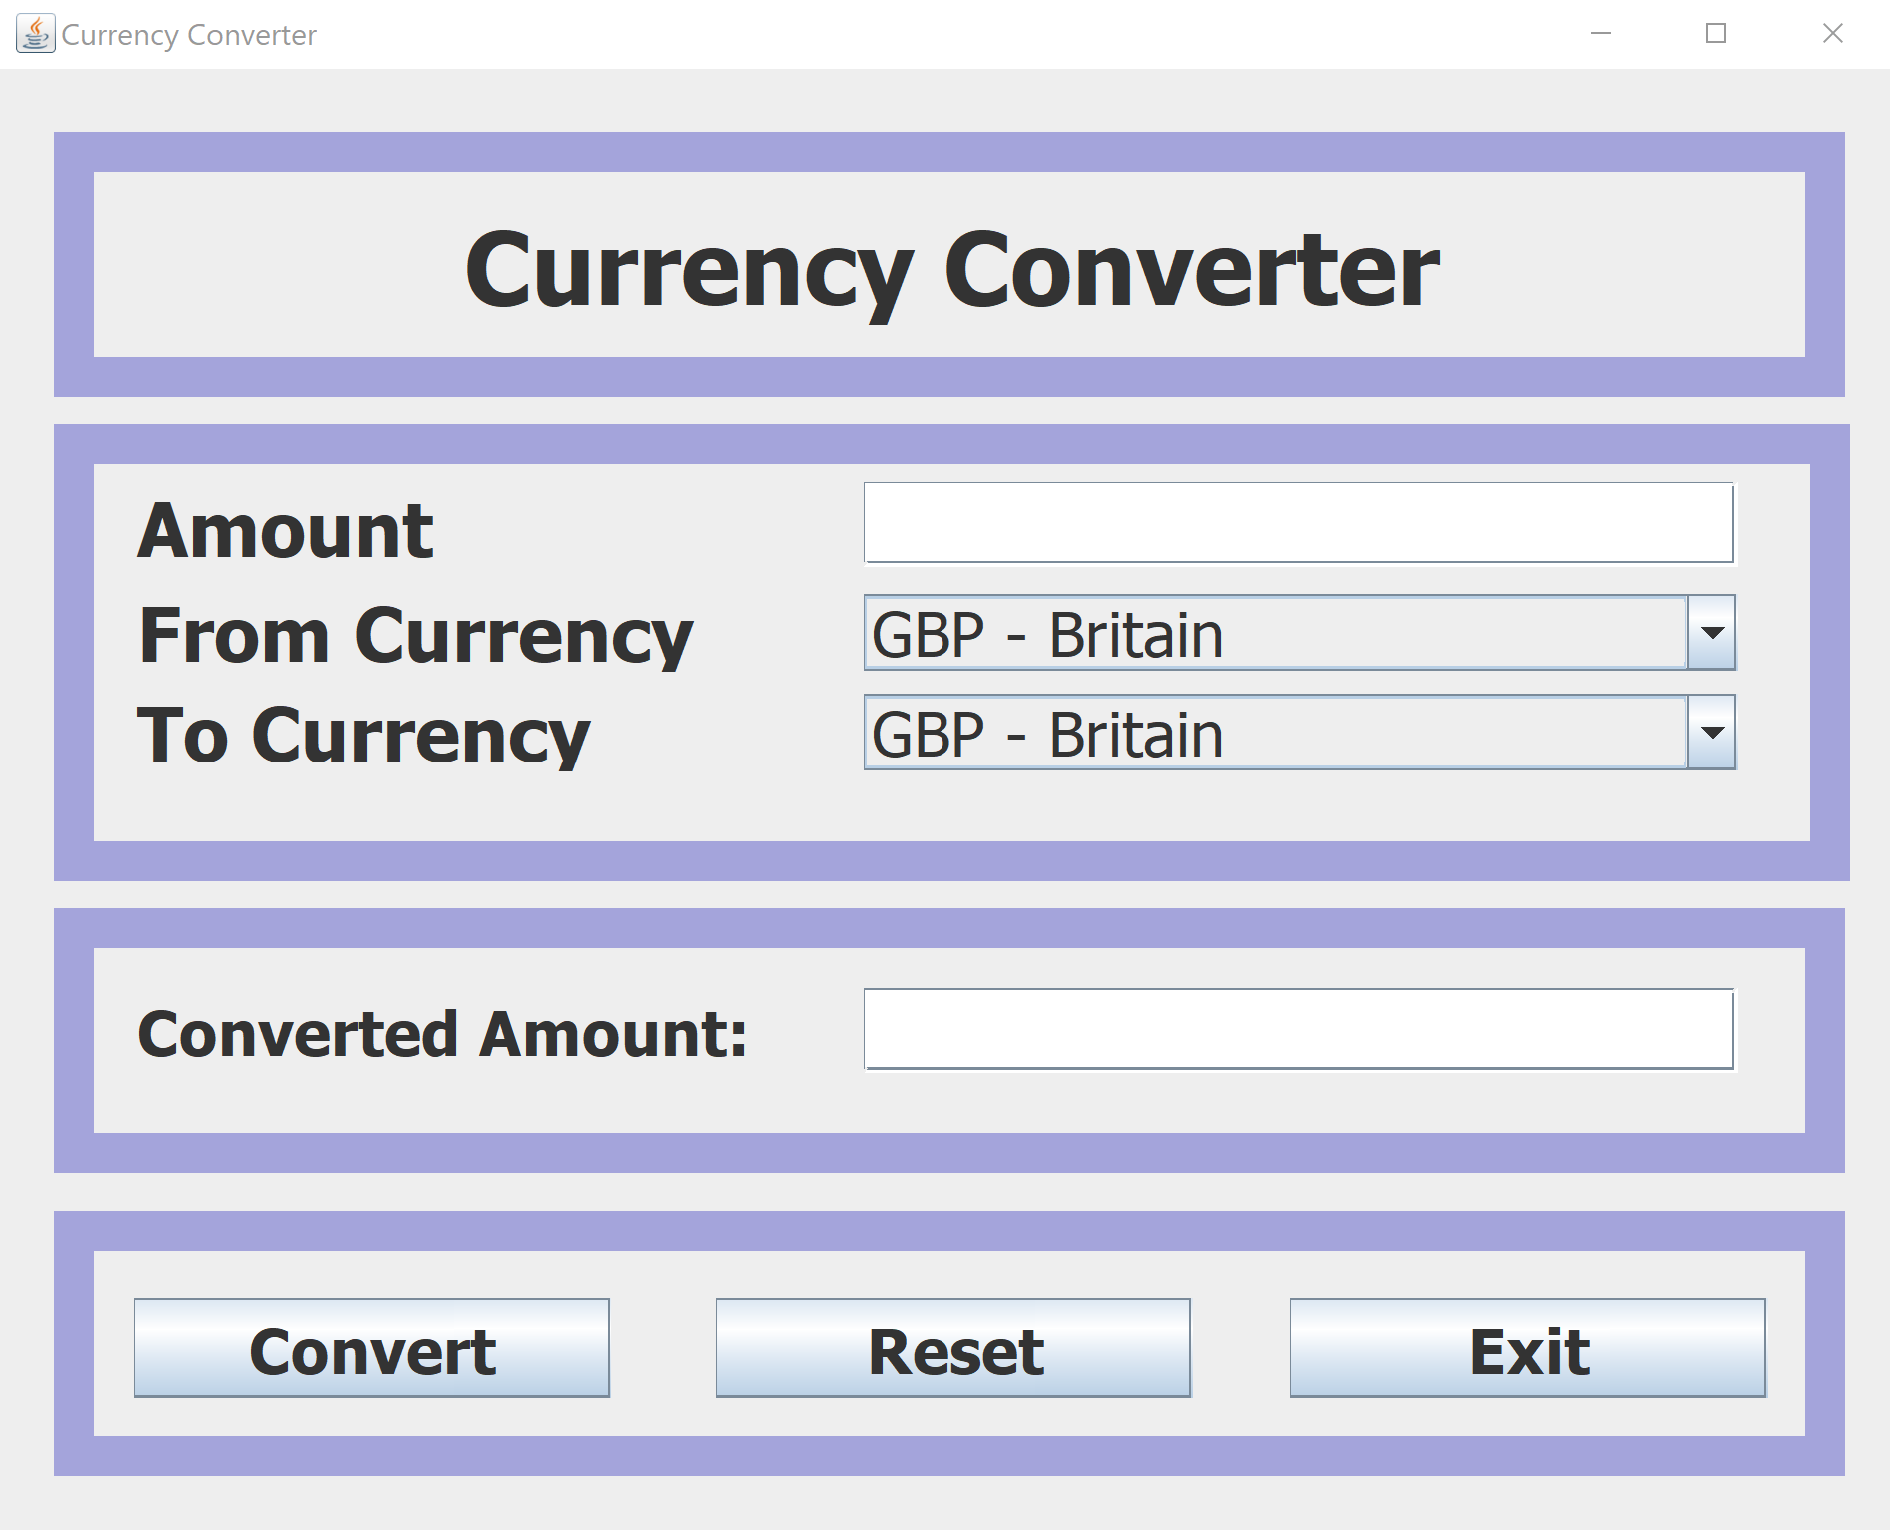 Currency Converter
Currency Converter
Amount
From Currency
GBP - Britain
To Currency
GBP - Britain
Converted Amount:
Convert
Reset
Exit